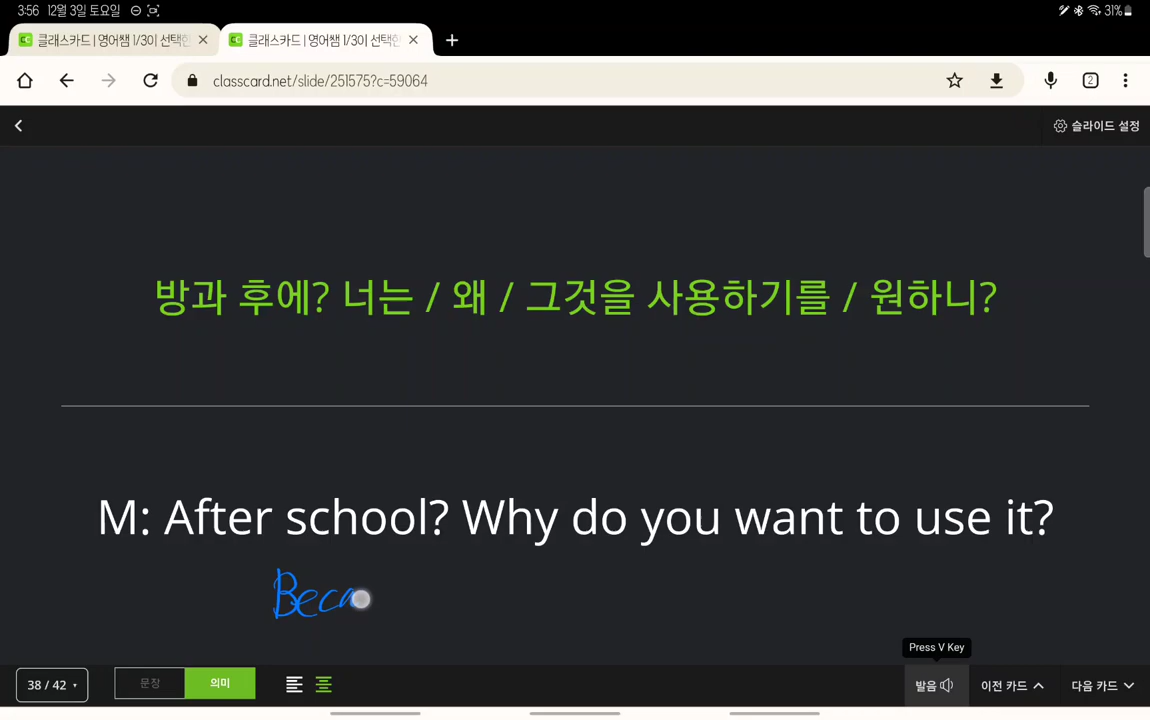 3:56 12월 3일 토요일 31%
클래스카드 | 영어쌤 1/30| 선택한 클래스카드 | 영어쌤 1/30| 선택한
classcard.net/slide/251575?c=59064 2
슬라이드 설정
방과 후에? 너는 / 왜 / 그것을 사용하기를 / 원하니?
M: After school? Why do you want to use it?
Beca
Press V Key
38 / 42 문장 의미 발음 이전 카드 다음 카드